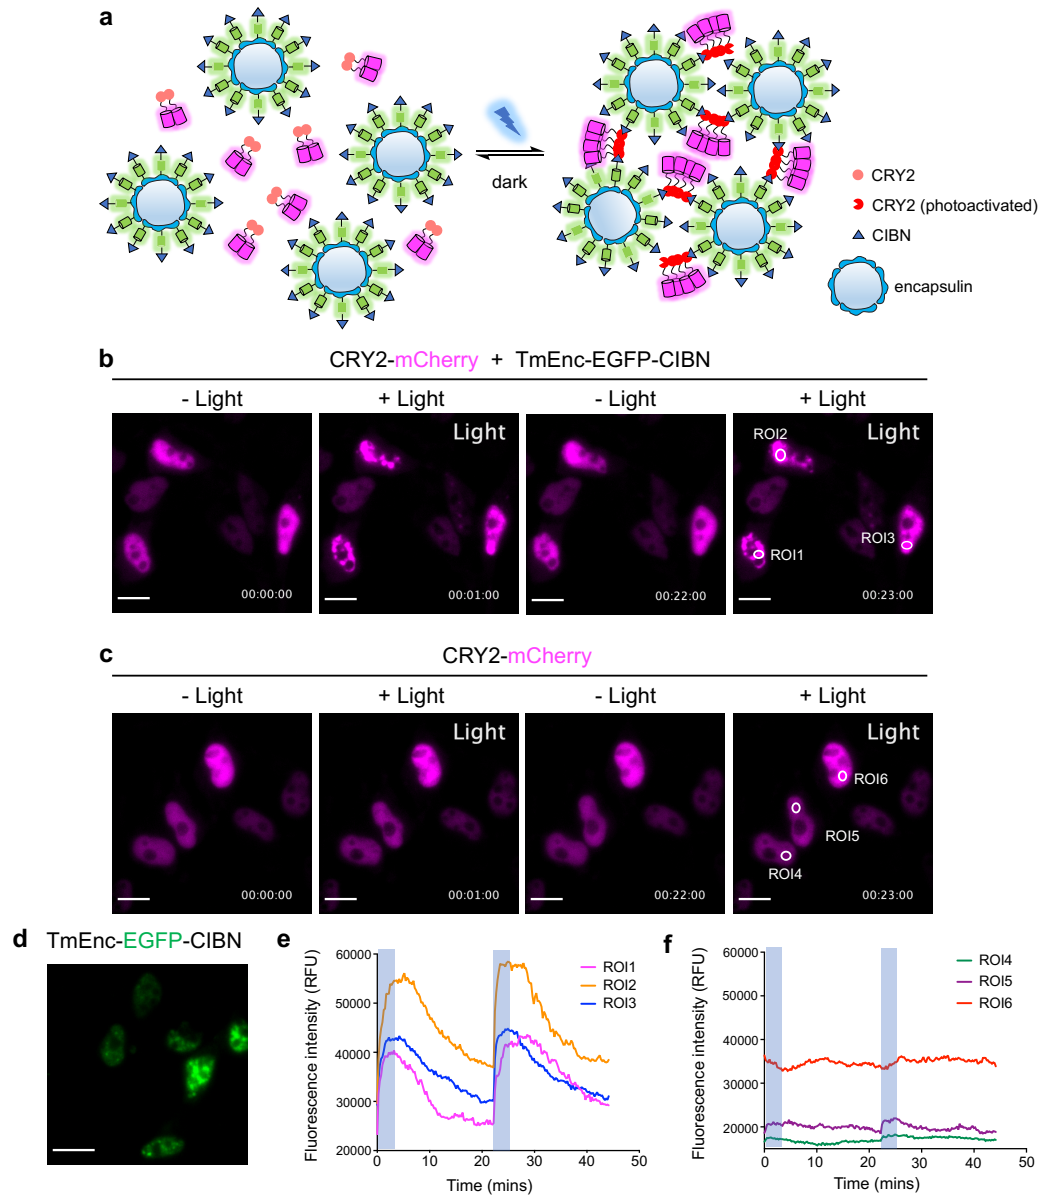 a
dark
CRY2
CRY2 (photoactivated)
CIBN
encapsulin
b
CRY2-mCherry + TmEnc-EGFP-CIBN
- Light
+ Light
- Light
+ Light
Light
Light
ROI2
ROI1
ROI3
00:00:00
00:01:00
00:22:00
00:23:00
c
CRY2-mCherry
- Light
+ Light
- Light
+ Light
Light
Light
ROI6
ROI5
ROI4
00:00:00
00:01:00
00:22:00
00:23:00
d
TmEnc-EGFP-CIBN
e
Fluorescence intensity (RFU)
60000
50000
40000
30000
20000
0
10
20
30
40
50
Time (mins)
ROI1
ROI2
ROI3
f
Fluorescence intensity (RFU)
60000
50000
40000
30000
20000
0
10
20
30
40
50
Time (mins)
ROI4
ROI5
ROI6